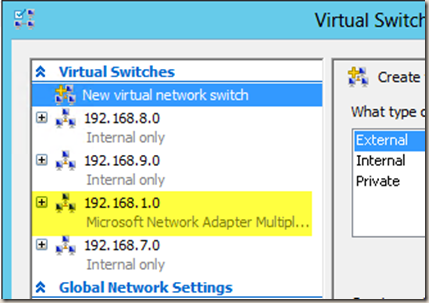 Virtual Switch
Virtual Switches
New virtual network switch
192.168.8.0
Internal only
192.168.9.0
Internal only
192.168.1.0
Microsoft Network Adapter Multipl...
192.168.7.0
Internal only
Global Network Settings
Create
What type
External
Internal
Private